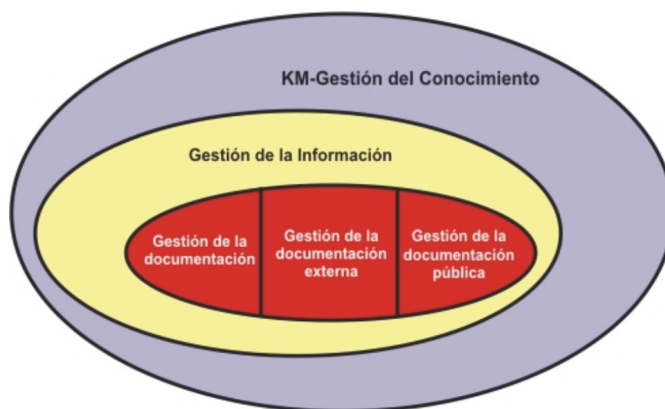 KM-Gestión del Conocimiento
Gestión de la Información
Gestión de la
documentación
Gestión de la
documentación
externa
Gestión de la
documentación
pública